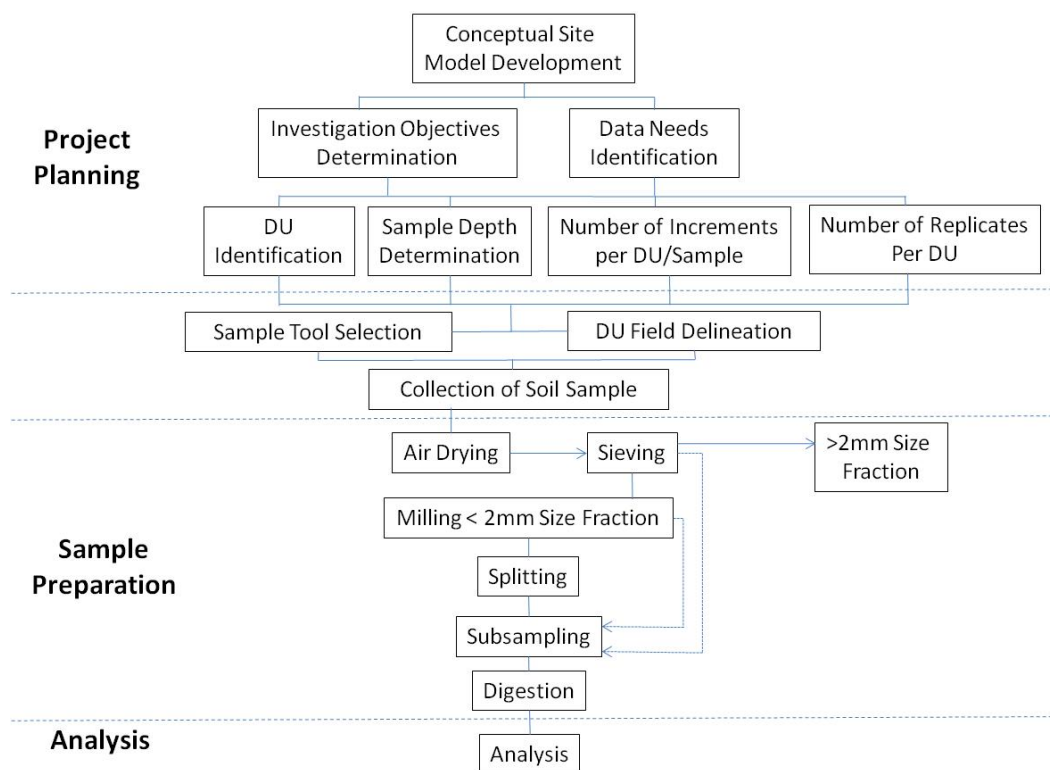 Conceptual Site
Model Development
Project
Planning
Investigation Objectives
Determination
Data Needs
Identification
DU
Identification
Sample Depth
Determination
Number of Increments
per DU/Sample
Number of Replicates
Per DU
Sample Tool Selection
DU Field Delineation
Collection of Soil Sample
Air Drying
Sieving
>2mm Size
Fraction
Milling < 2mm Size Fraction
Sample
Preparation
Splitting
Subsampling
Digestion
Analysis
Analysis